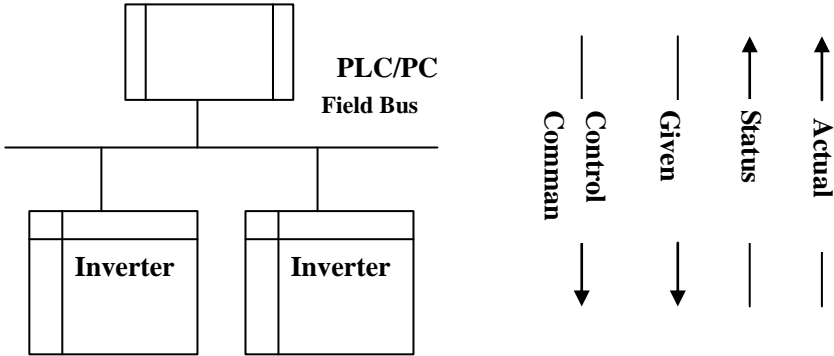 PLC/PC
Field Bus
Inverter
Inverter
Control
Comman
Given
Status
Actual